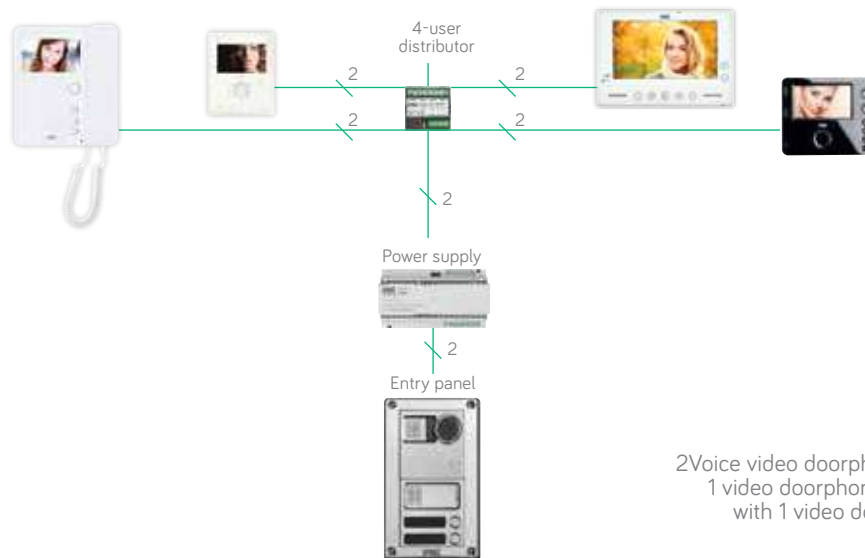 4-user
distributor
2
2
2
2
2
Power supply
2
Entry panel
2Voice video doorph
1 video doorphon
with 1 video d